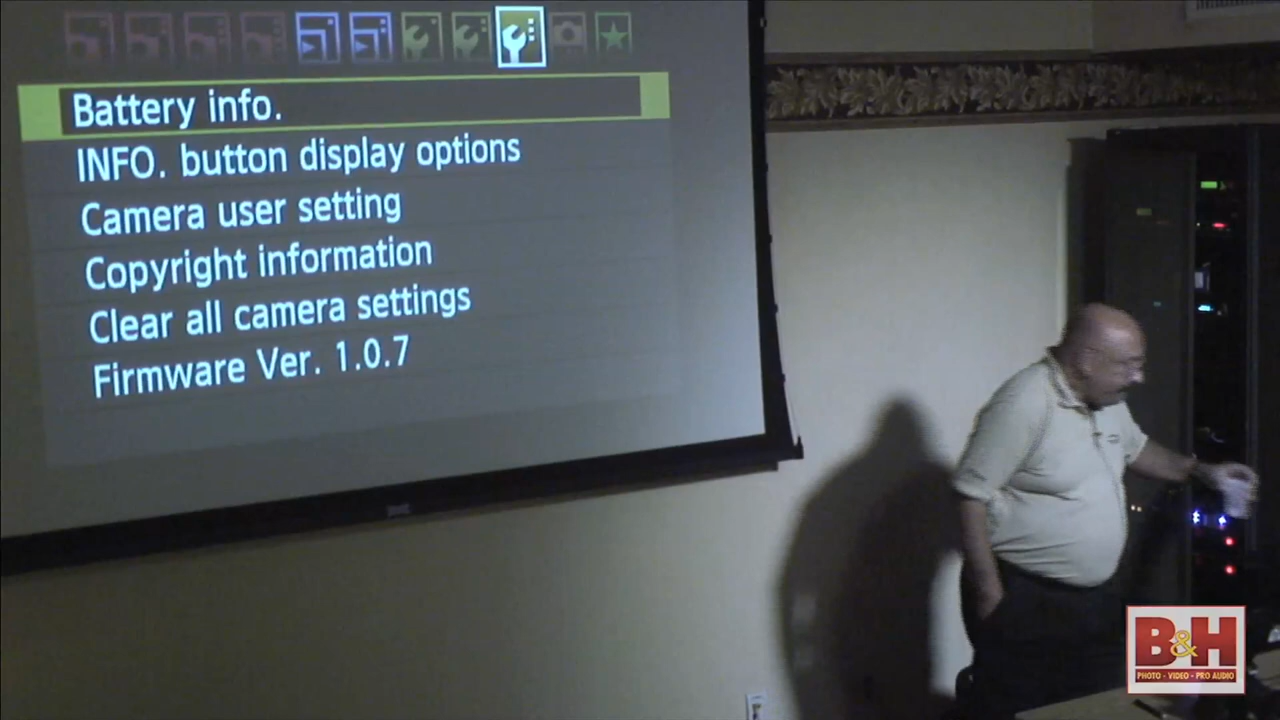 Battery info.
INFO. button display options
Camera user setting
Copyright information
Clear all camera settings
Firmware Ver. 1.0.7
B&H
PHOTO - VIDEO - PRO AUDIO